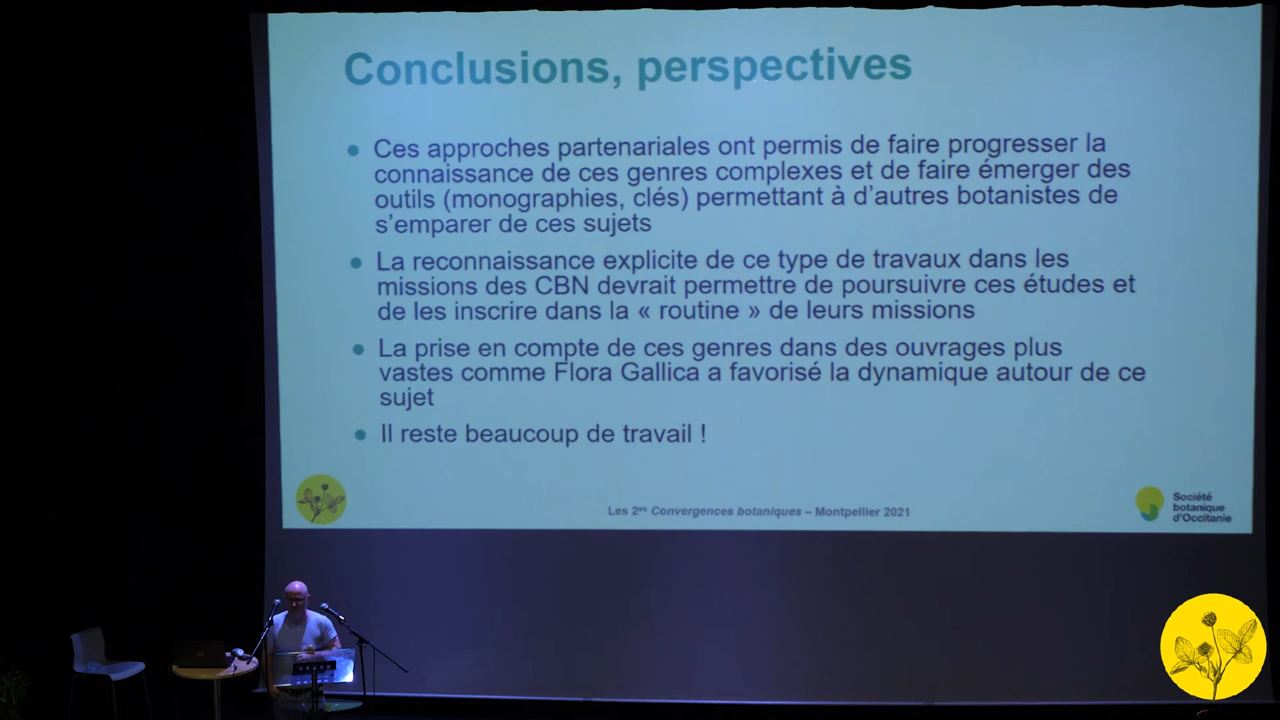 Conclusions, perspectives
Ces approches partenariales ont permis de faire progresser la
connaissance de ces genres complexes et de faire émerger des
outils (monographies, clés) permettant à d'autres botanistes de
s'emparer de ces sujets
La reconnaissance explicite de ce type de travaux dans les
missions des CBN devrait permettre de poursuivre ces études et
de les inscrire dans la « routine » de leurs missions
La prise en compte de ces genres dans des ouvrages plus
vastes comme Flora Gallica a favorisé la dynamique autour de ce
sujet
Il reste beaucoup de travail !
Les 2es Convergences botaniques – Montpellier 2021
Société
botanique
d'Occitanie